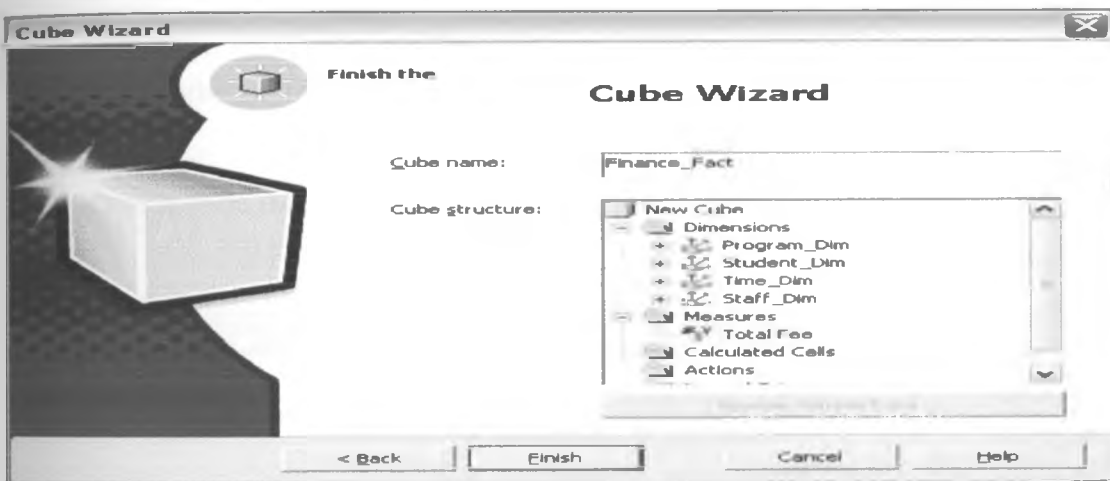 Cube Wizard
Finish the
Cube Wizard
Cube name:
Finance_Fact
Cube structure:
New Cube
Dimensions
Program_Dim
Student_Dim
Time_Dim
Staff_Dim
Measures
Total Fee
Calculated Cells
Actions
< Back
Finish
Cancel
Help